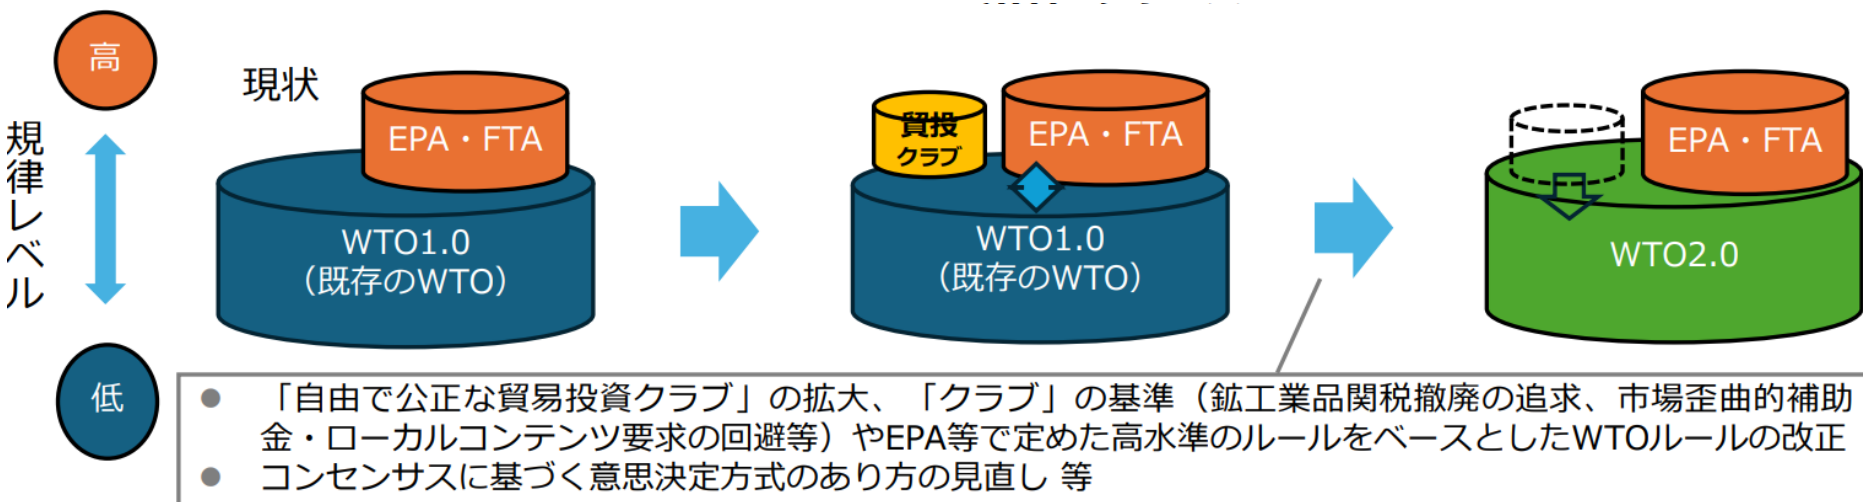 高
規律レベル
低
現状
EPA・FTA
WTO1.0
（既存のWTO）
貿投
クラブ
EPA・FTA
WTO1.0
（既存のWTO）
EPA・FTA
WTO2.0
● 「自由で公正な貿易投資クラブ」の拡大、「クラブ」の基準（鉱工業品関税撤廃の追求、市場歪曲的補助
金・ローカルコンテンツ要求の回避等）やEPA等で定めた高水準のルールをベースとしたWTOルールの改正
● コンセンサスに基づく意思決定方式のあり方の見直し 等